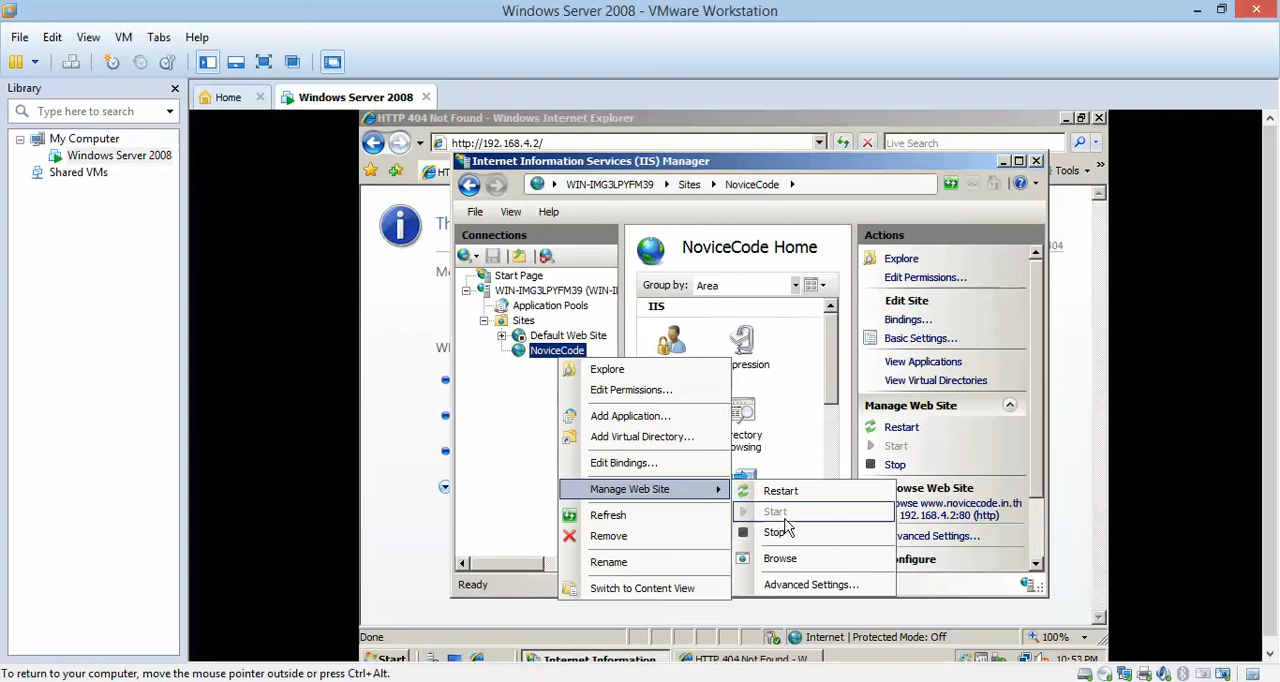 Windows Server 2008 - VMware Workstation
File Edit View VM Tabs Help
Library
Type here to search
My Computer
Windows Server 2008
Shared VMs
Home
Windows Server 2008
HTTP 404 Not Found - Windows Internet Explorer
http://192.168.4.2/
Live Search
Tools
Internet Information Services (IIS) Manager
WIN-IMG3LPYFM39
Sites
NoviceCode
File View Help
Connections
Start Page
WIN-IMG3LPYFM39 (WIN-I
Application Pools
Sites
Default Web Site
NoviceCode
NoviceCode Home
Group by: Area
IIS
pression
rectory
rowsing
Explore
Edit Permissions...
Add Application...
Add Virtual Directory...
Edit Bindings...
Manage Web Site
Refresh
Remove
Rename
Switch to Content View
Restart
Start
Stop
Browse
Advanced Settings...
Actions
Explore
Edit Permissions...
Edit Site
Bindings...
Basic Settings...
View Applications
View Virtual Directories
Manage Web Site
Restart
Start
Stop
rowse Web Site
rowse www.novicecode.in.th
192.168.4.2:80 (http)
dvanced Settings...
onfigure
Ready
Done
Internet | Protected Mode: Off
100%
Start
Internet Information
HTTP 404 Not Found - W
10:53 PM
To return to your computer, move the mouse pointer outside or press Ctrl+Alt.